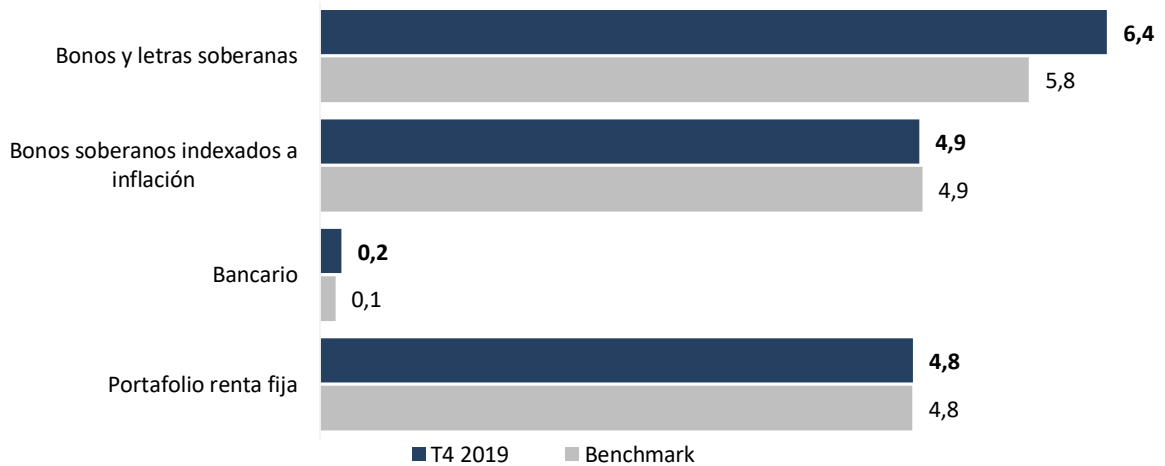 6,4
Bonos y letras soberanas
5,8
4,9
Bonos soberanos indexados a
inflación
4,9
0,2
Bancario
0,1
4,8
Portafolio renta fija
4,8
T4 2019 Benchmark